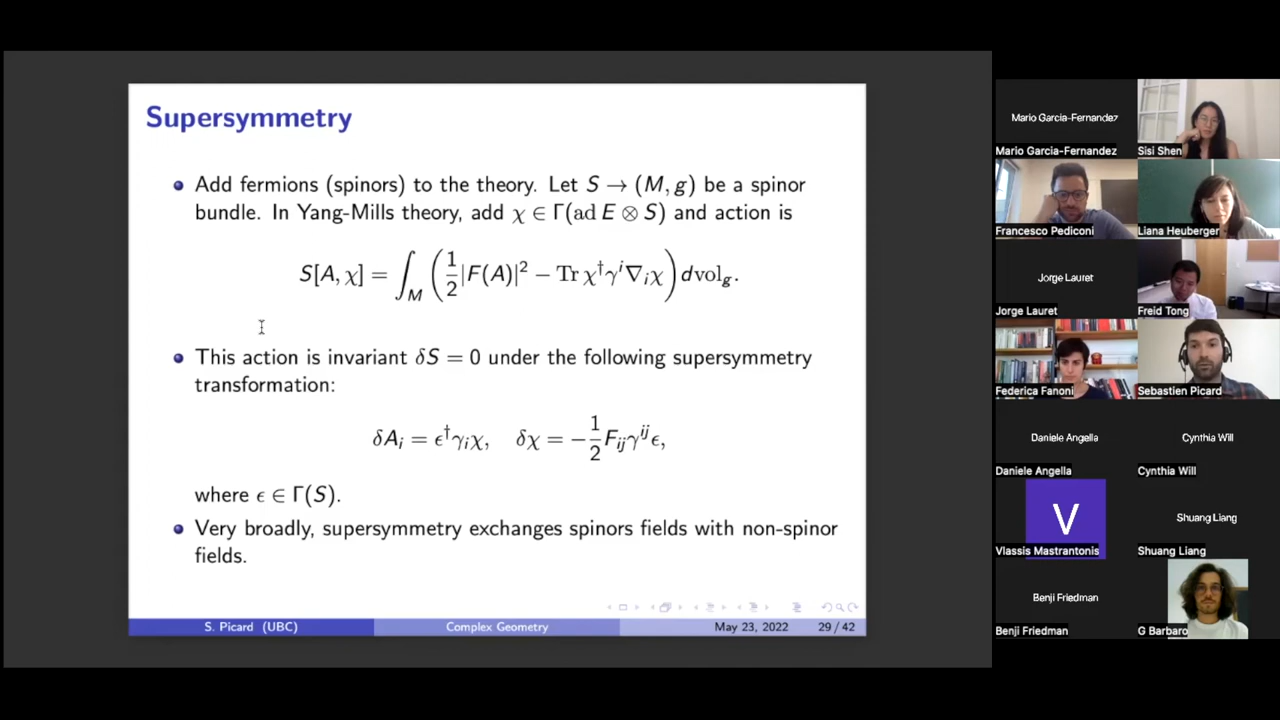 Supersymmetry
Add fermions (spinors) to the theory. Let S → (M, g) be a spinor
bundle. In Yang-Mills theory, add χ ∈ Γ(ad E ⊗ S) and action is
S[A, χ] = ∫_M (1/2 |F(A)|² − Tr χ†γ^i∇_iχ) dvol_g.
This action is invariant δS = 0 under the following supersymmetry
transformation:
δA_i = ϵ†γ_iχ, δχ = −1/2 F_{ij}γ^{ij}ϵ,
where ϵ ∈ Γ(S).
Very broadly, supersymmetry exchanges spinors fields with non-spinor
fields.
S. Picard (UBC) Complex Geometry May 23, 2022 29 / 42
Mario Garcia-Fernandez
Mario Garcia-Fernandez
Sisi Shen
Francesco Pediconi
Liana Heuberger
Jorge Lauret
Jorge Lauret
Freid Tong
Federica Fanoni
Sebastien Picard
Daniele Angella
Daniele Angella
Cynthia Will
Cynthia Will
V
Vlassis Mastrantonis
Shuang Liang
Shuang Liang
Benji Friedman
Benji Friedman
G Barbaro